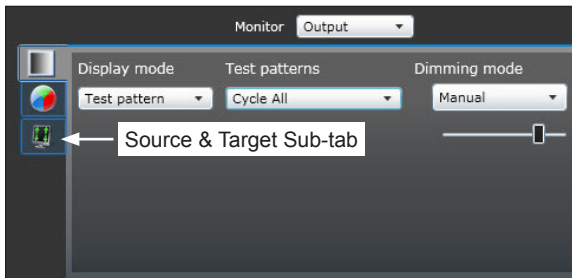 Monitor Output
Display mode Test patterns Dimming mode
Test pattern Cycle All Manual
Source & Target Sub-tab